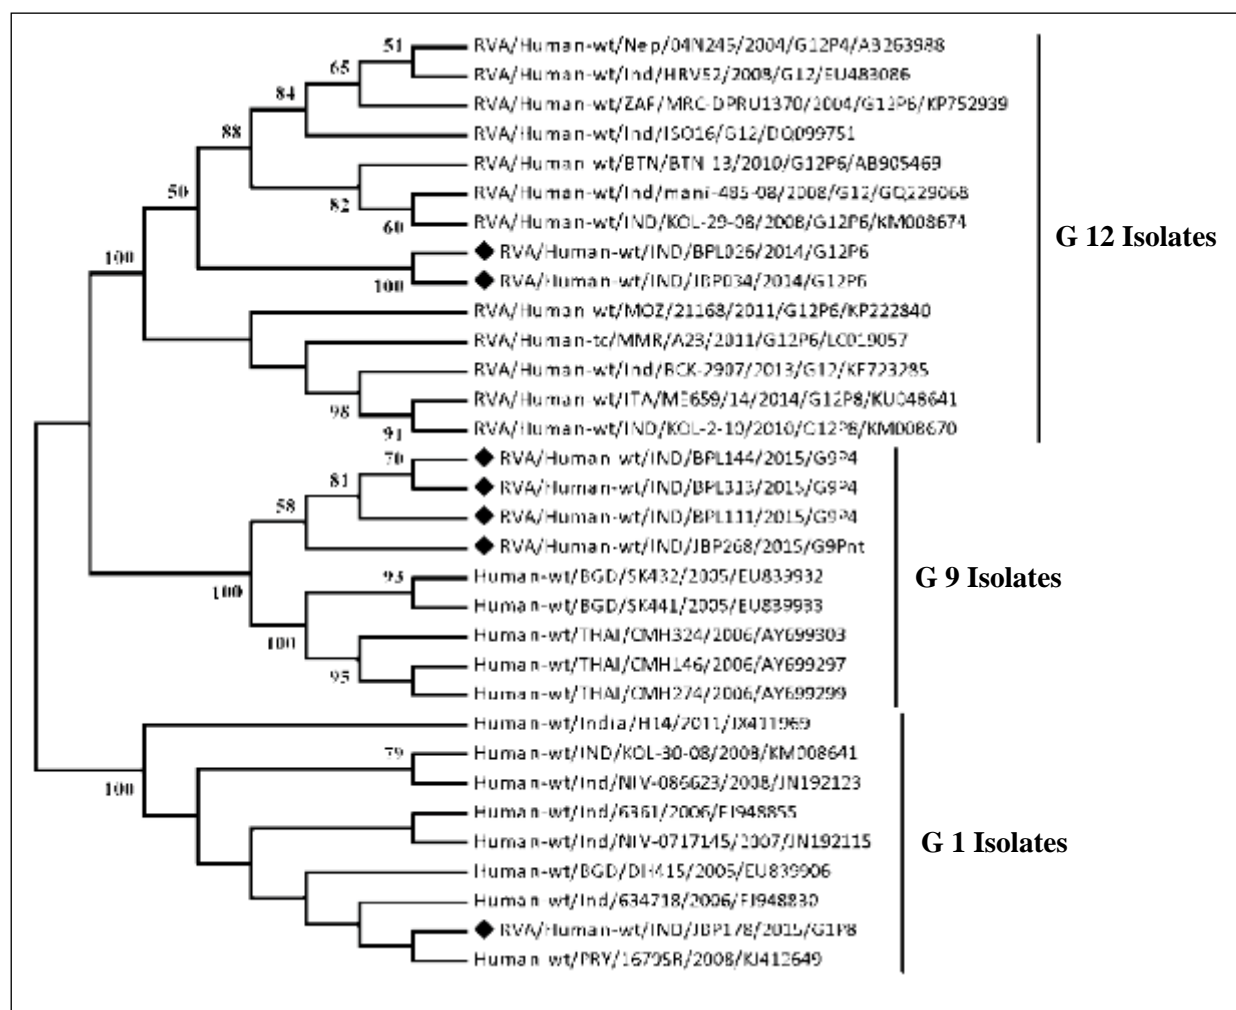 51
RVA/Human-wt/Nep/04N245/2004/G12P4/AB263988
65
RVA/Human-wt/Ind/HRV52/2008/G12/EU483086
84
RVA/Human-wt/ZAF/MRC-DPRU1370/2004/G12P6/KP752939
88
RVA/Human-wt/Ind/ISO16/G12/DQ099751
RVA/Human-wt/BTN/BTN-13/2010/G12P6/AB905469
50
RVA/Human-wt/Ind/mani-485-08/2008/G12/GQ229068
82
RVA/Human-wt/IND/KOL-29-08/2008/G12P6/KM008674
60
G 12 Isolates
100
RVA/Human-wt/IND/BPL026/2014/G12P6
RVA/Human-wt/IND/JBP034/2014/G12P6
100
RVA/Human-wt/MOZ/21168/2011/G12P6/KP222840
RVA/Human-tc/MMR/A23/2011/G12P6/LC019057
RVA/Human-wt/Ind/BCK-2907/2013/G12/KF723285
RVA/Human-wt/ITA/ME659/14/2014/G12P8/KU048641
98
RVA/Human-wt/IND/KOL-2-10/2010/G12P8/KM008670
91
70
RVA/Human-wt/IND/BPL144/2015/G9P4
81
RVA/Human-wt/IND/BPL313/2015/G9P4
58
RVA/Human-wt/IND/BPL111/2015/G9P4
RVA/Human-wt/IND/JBP268/2015/G9Pnt
G 9 Isolates
93
Human-wt/BGD/SK432/2005/EU839932
100
Human-wt/BGD/SK441/2005/EU839933
100
Human-wt/THAI/CMH324/2006/AY699303
95
Human-wt/THAI/CMH146/2006/AY699297
Human-wt/THAI/CMH274/2006/AY699299
Human-wt/India/H14/2011/JX411969
79
Human-wt/IND/KOL-30-08/2008/KM008641
100
Human-wt/Ind/NIV-086623/2008/JN192123
Human-wt/Ind/6361/2006/FJ948855
Human-wt/Ind/NIV-0717145/2007/JN192115
G 1 Isolates
Human-wt/BGD/DH415/2005/EU839906
Human-wt/Ind/634718/2006/FJ948830
RVA/Human-wt/IND/JBP178/2015/G1P8
Human-wt/PRY/1679SR/2008/KJ412649